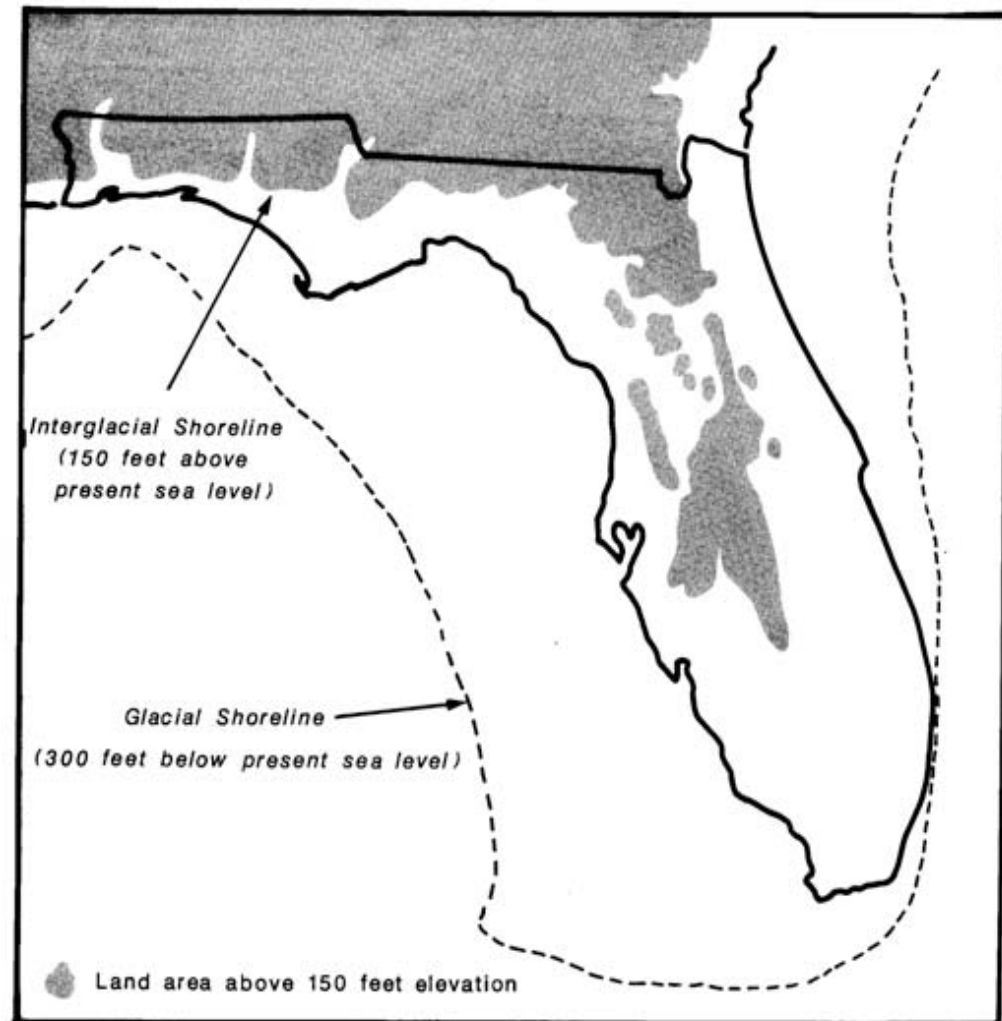 Interglacial Shoreline
(150 feet above
present sea level)
Glacial Shoreline
(300 feet below present sea level)
Land area above 150 feet elevation